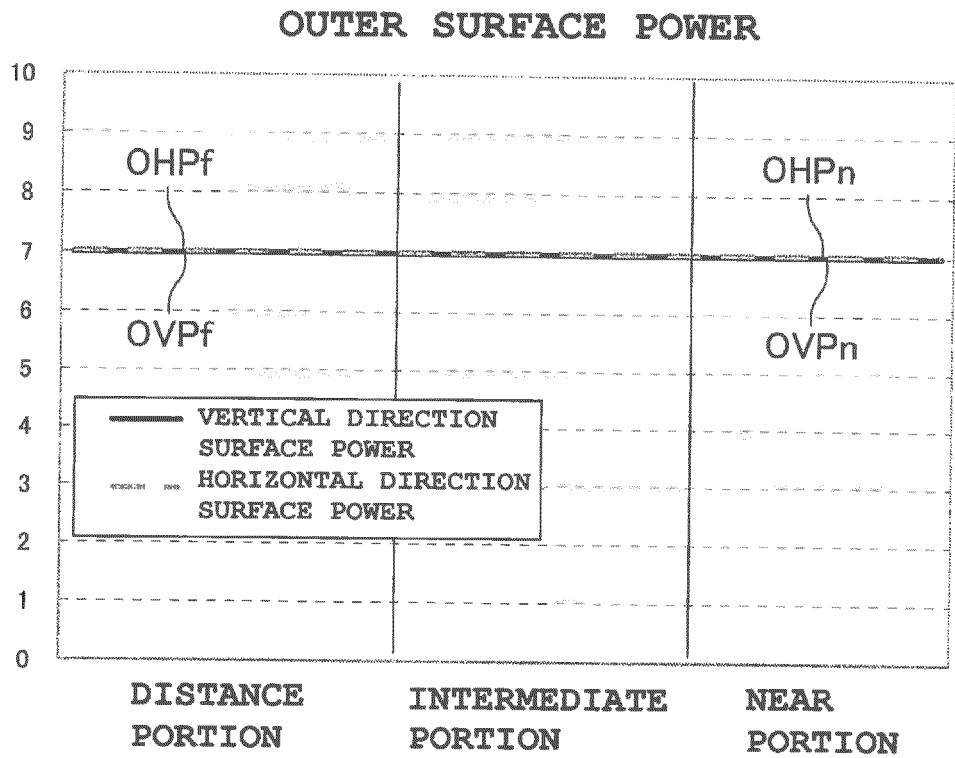 OUTER SURFACE POWER
10
9
8
7
6
5
4
3
2
1
0
OHPf
OHPn
OVPf
OVPn
VERTICAL DIRECTION
SURFACE POWER
HORIZONTAL DIRECTION
SURFACE POWER
DISTANCE
PORTION
INTERMEDIATE
PORTION
NEAR
PORTION